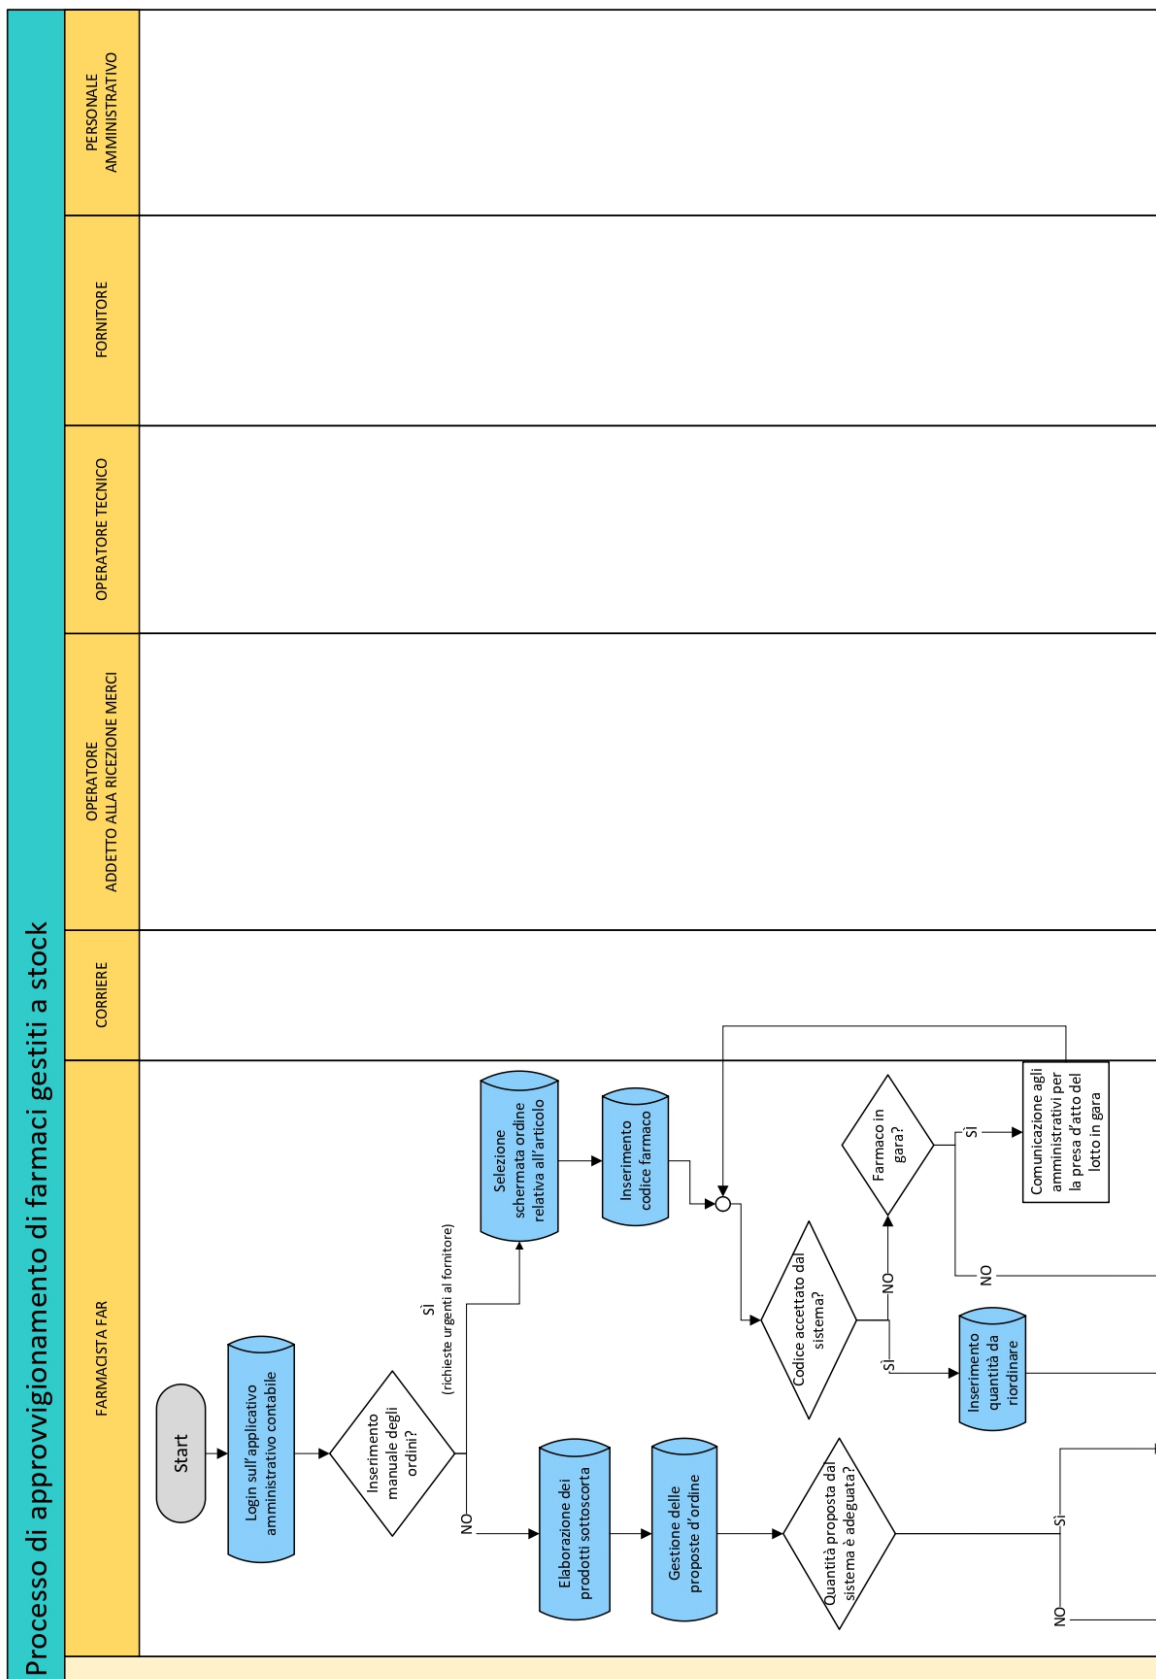 Processo di approvvigionamento di farmaci gestiti a stock
FARMACISTA FAR
CORRIERE
OPERATORE
ADDETTO ALLA RICEZIONE MERCI
OPERATORE TECNICO
FORNITORE
PERSONALE
AMMINISTRATIVO
Start
Login sull'applicativo
amministrativo contabile
Inserimento
manuale degli
ordini?
NO
SÌ
(richieste urgenti al fornitore)
Elaborazione dei
prodotti sottoscorta
Gestione delle
proposte d'ordine
Quantità proposta dal
sistema è adeguata?
NO
SÌ
Selezione
schermata ordine
relativa all'articolo
Inserimento
codice farmaco
Codice accettato dal
sistema?
SÌ
NO
Inserimento
quantità da
riordinare
Farmaco in
gara?
NO
SÌ
Comunicazione agli
amministrativi per
la presa d'atto del
lotto in gara